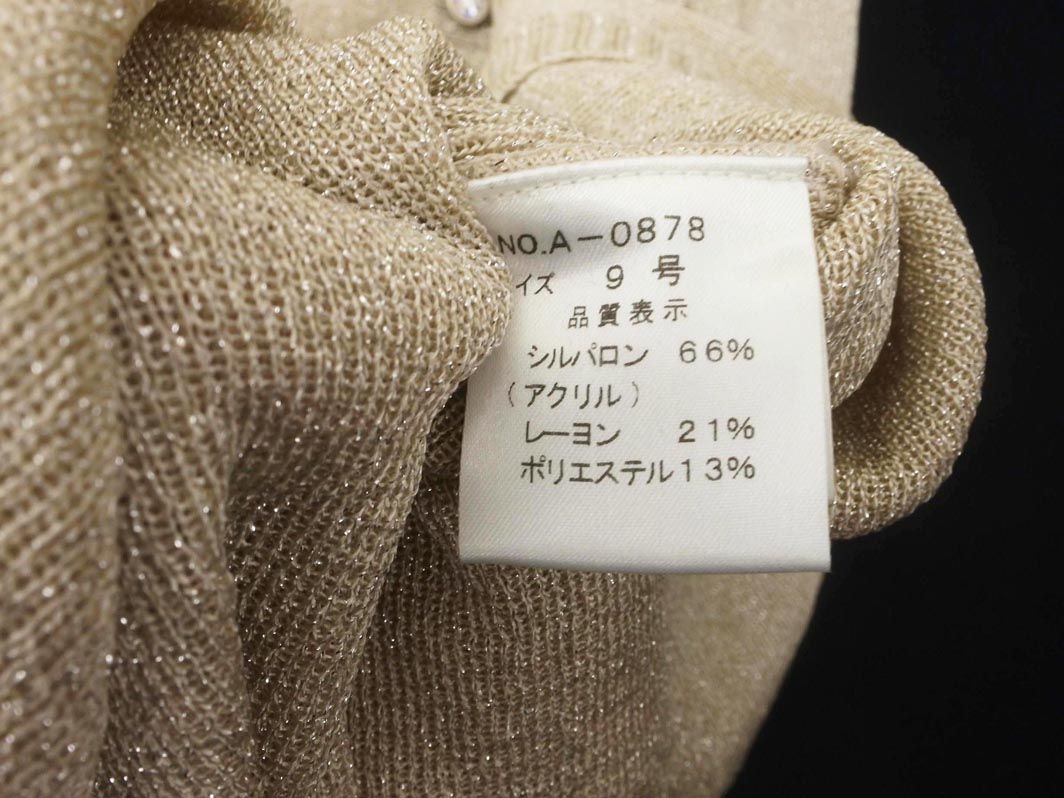 NO.A-0878
イズ 9号
品質表示
シルパロン 66%
(アクリル)
レーヨン 21%
ポリエステル13%